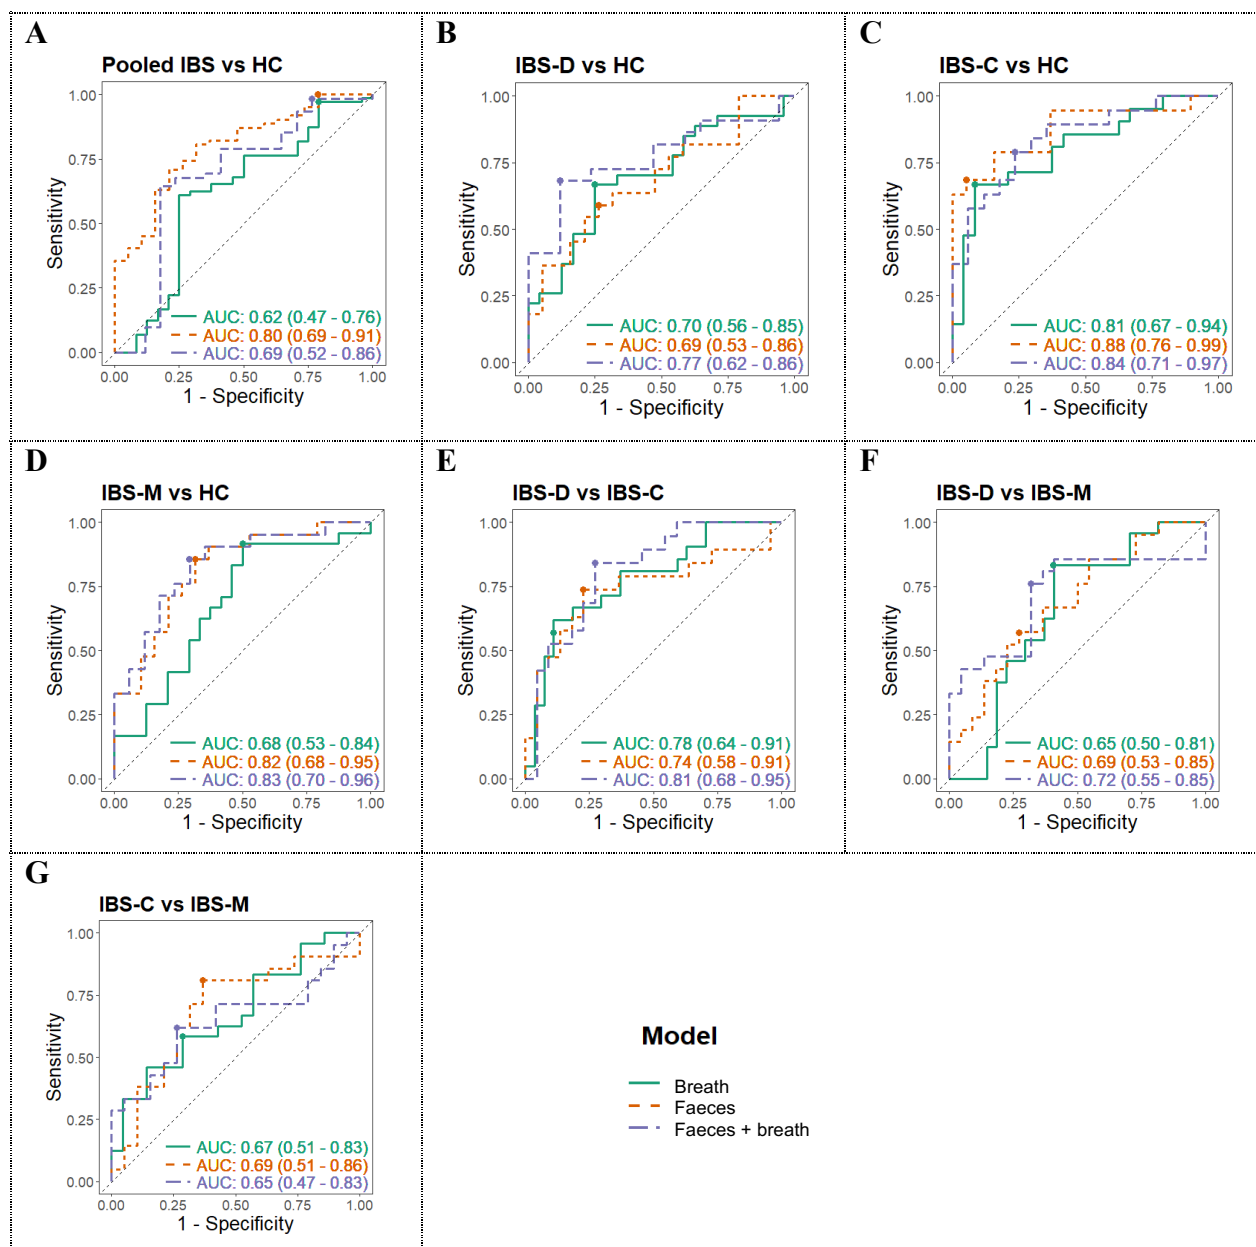 A
Pooled IBS vs HC
1.00
0.75
0.50
0.25
0.00
Sensitivity
AUC: 0.62 (0.47 - 0.76)
AUC: 0.80 (0.69 - 0.91)
AUC: 0.69 (0.52 - 0.86)
0.00 0.25 0.50 0.75 1.00
1 - Specificity
B
IBS-D vs HC
1.00
0.75
0.50
0.25
0.00
Sensitivity
AUC: 0.70 (0.56 - 0.85)
AUC: 0.69 (0.53 - 0.86)
AUC: 0.77 (0.62 - 0.86)
0.00 0.25 0.50 0.75 1.00
1 - Specificity
C
IBS-C vs HC
1.00
0.75
0.50
0.25
0.00
Sensitivity
AUC: 0.81 (0.67 - 0.94)
AUC: 0.88 (0.76 - 0.99)
AUC: 0.84 (0.71 - 0.97)
0.00 0.25 0.50 0.75 1.00
1 - Specificity
D
IBS-M vs HC
1.00
0.75
0.50
0.25
0.00
Sensitivity
AUC: 0.68 (0.53 - 0.84)
AUC: 0.82 (0.68 - 0.95)
AUC: 0.83 (0.70 - 0.96)
0.00 0.25 0.50 0.75 1.00
1 - Specificity
E
IBS-D vs IBS-C
1.00
0.75
0.50
0.25
0.00
Sensitivity
AUC: 0.78 (0.64 - 0.91)
AUC: 0.74 (0.58 - 0.91)
AUC: 0.81 (0.68 - 0.95)
0.00 0.25 0.50 0.75 1.00
1 - Specificity
F
IBS-D vs IBS-M
1.00
0.75
0.50
0.25
0.00
Sensitivity
AUC: 0.65 (0.50 - 0.81)
AUC: 0.69 (0.53 - 0.85)
AUC: 0.72 (0.55 - 0.85)
0.00 0.25 0.50 0.75 1.00
1 - Specificity
G
IBS-C vs IBS-M
1.00
0.75
0.50
0.25
0.00
Sensitivity
AUC: 0.67 (0.51 - 0.83)
AUC: 0.69 (0.51 - 0.86)
AUC: 0.65 (0.47 - 0.83)
0.00 0.25 0.50 0.75 1.00
1 - Specificity
Model
Breath
Faeces
Faeces + breath